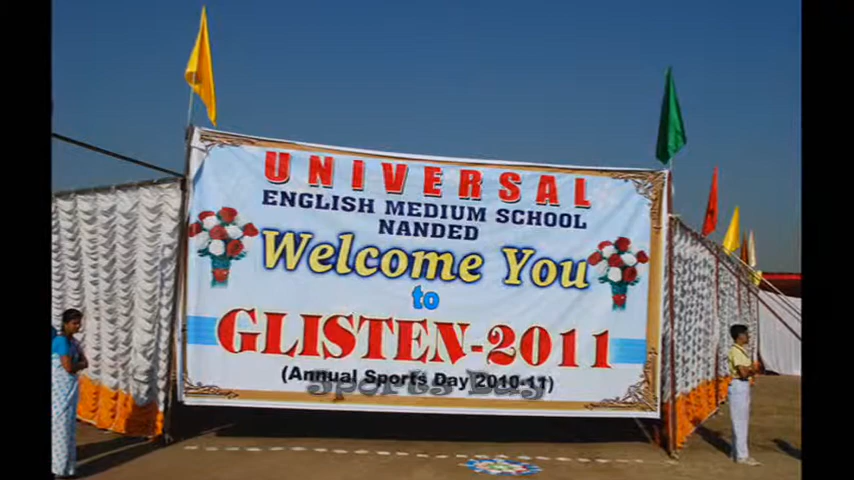 UNIVERSAL
ENGLISH MEDIUM SCHOOL
NANDED
Welcome You
to
GLISTEN-2011
(Annual Sports Day 2010-11)
Sports Day